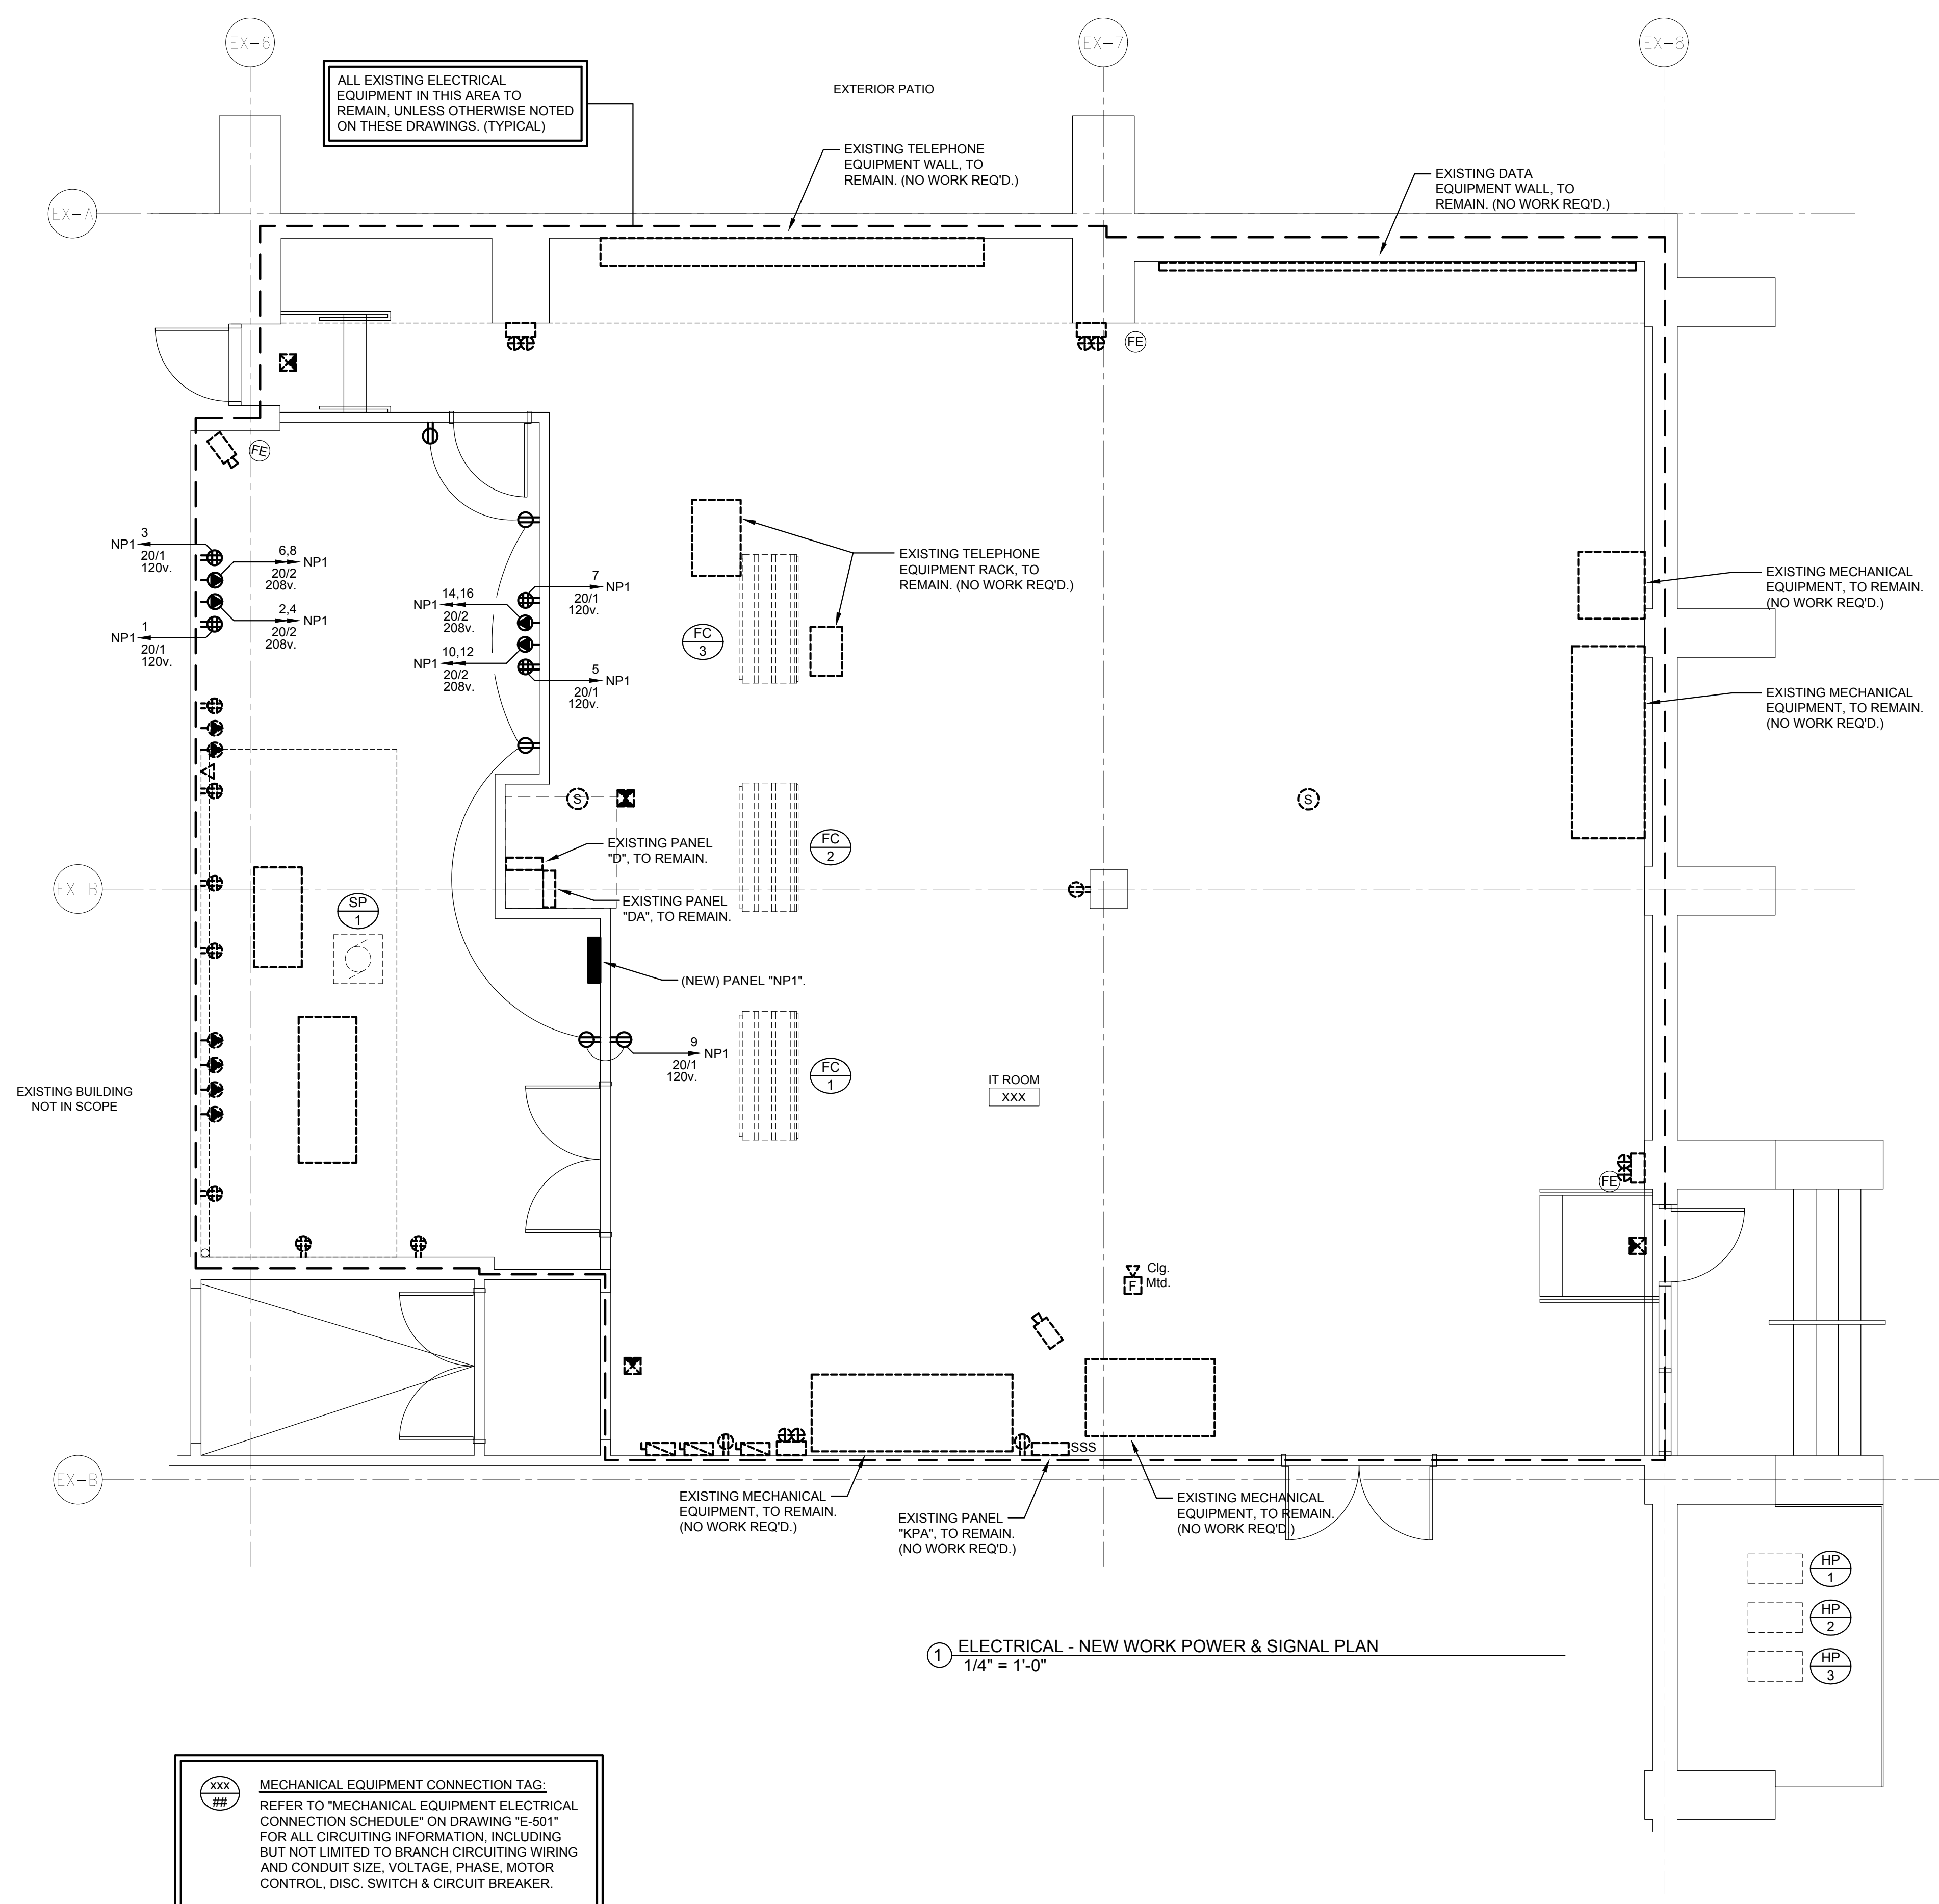 EX-6
EX-7
EX-8
ALL EXISTING ELECTRICAL
EQUIPMENT IN THIS AREA TO
REMAIN, UNLESS OTHERWISE NOTED
ON THESE DRAWINGS. (TYPICAL)
EXTERIOR PATIO
EXISTING TELEPHONE
EQUIPMENT WALL, TO
REMAIN. (NO WORK REQ'D.)
EXISTING DATA
EQUIPMENT WALL, TO
REMAIN. (NO WORK REQ'D.)
EX-A
FE
FE
3
NP1
20/1
120v.
6,8
NP1
20/2
208v.
2,4
NP1
20/2
208v.
1
NP1
20/1
120v.
14,16
NP1
20/2
208v.
10,12
NP1
20/2
208v.
7
NP1
20/1
120v.
5
NP1
20/1
120v.
EXISTING TELEPHONE
EQUIPMENT RACK, TO
REMAIN. (NO WORK REQ'D.)
FC
3
EXISTING MECHANICAL
EQUIPMENT, TO REMAIN.
(NO WORK REQ'D.)
EXISTING MECHANICAL
EQUIPMENT, TO REMAIN.
(NO WORK REQ'D.)
S
S
EXISTING PANEL
"D", TO REMAIN.
FC
2
EX-B
SP
1
EXISTING PANEL
"DA", TO REMAIN.
(NEW) PANEL "NP1".
9
NP1
20/1
120v.
FC
1
IT ROOM
XXX
EXISTING BUILDING
NOT IN SCOPE
FE
Clg.
Mtd.
F
SSS
EX-B
EXISTING MECHANICAL
EQUIPMENT, TO REMAIN.
(NO WORK REQ'D.)
EXISTING PANEL
"KPA", TO REMAIN.
(NO WORK REQ'D.)
EXISTING MECHANICAL
EQUIPMENT, TO REMAIN.
(NO WORK REQ'D.)
HP
1
HP
2
HP
3
1 ELECTRICAL - NEW WORK POWER & SIGNAL PLAN
1/4" = 1'-0"
XXX
##
MECHANICAL EQUIPMENT CONNECTION TAG:
REFER TO "MECHANICAL EQUIPMENT ELECTRICAL
CONNECTION SCHEDULE" ON DRAWING "E-501"
FOR ALL CIRCUITING INFORMATION, INCLUDING
BUT NOT LIMITED TO BRANCH CIRCUITING WIRING
AND CONDUIT SIZE, VOLTAGE, PHASE, MOTOR
CONTROL, DISC. SWITCH & CIRCUIT BREAKER.